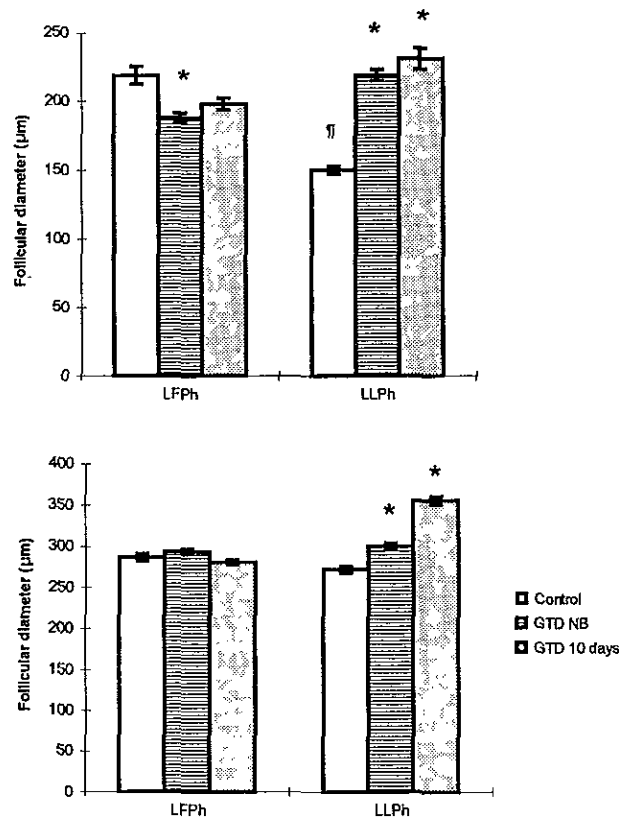 250
200
150
100
50
0
Follicular diameter (µm)
*
¶
*
*
LFPh
LLPh
400
350
300
250
200
150
100
50
0
Follicular diameter (µm)
*
*
LFPh
LLPh
Control
GTD NB
GTD 10 days